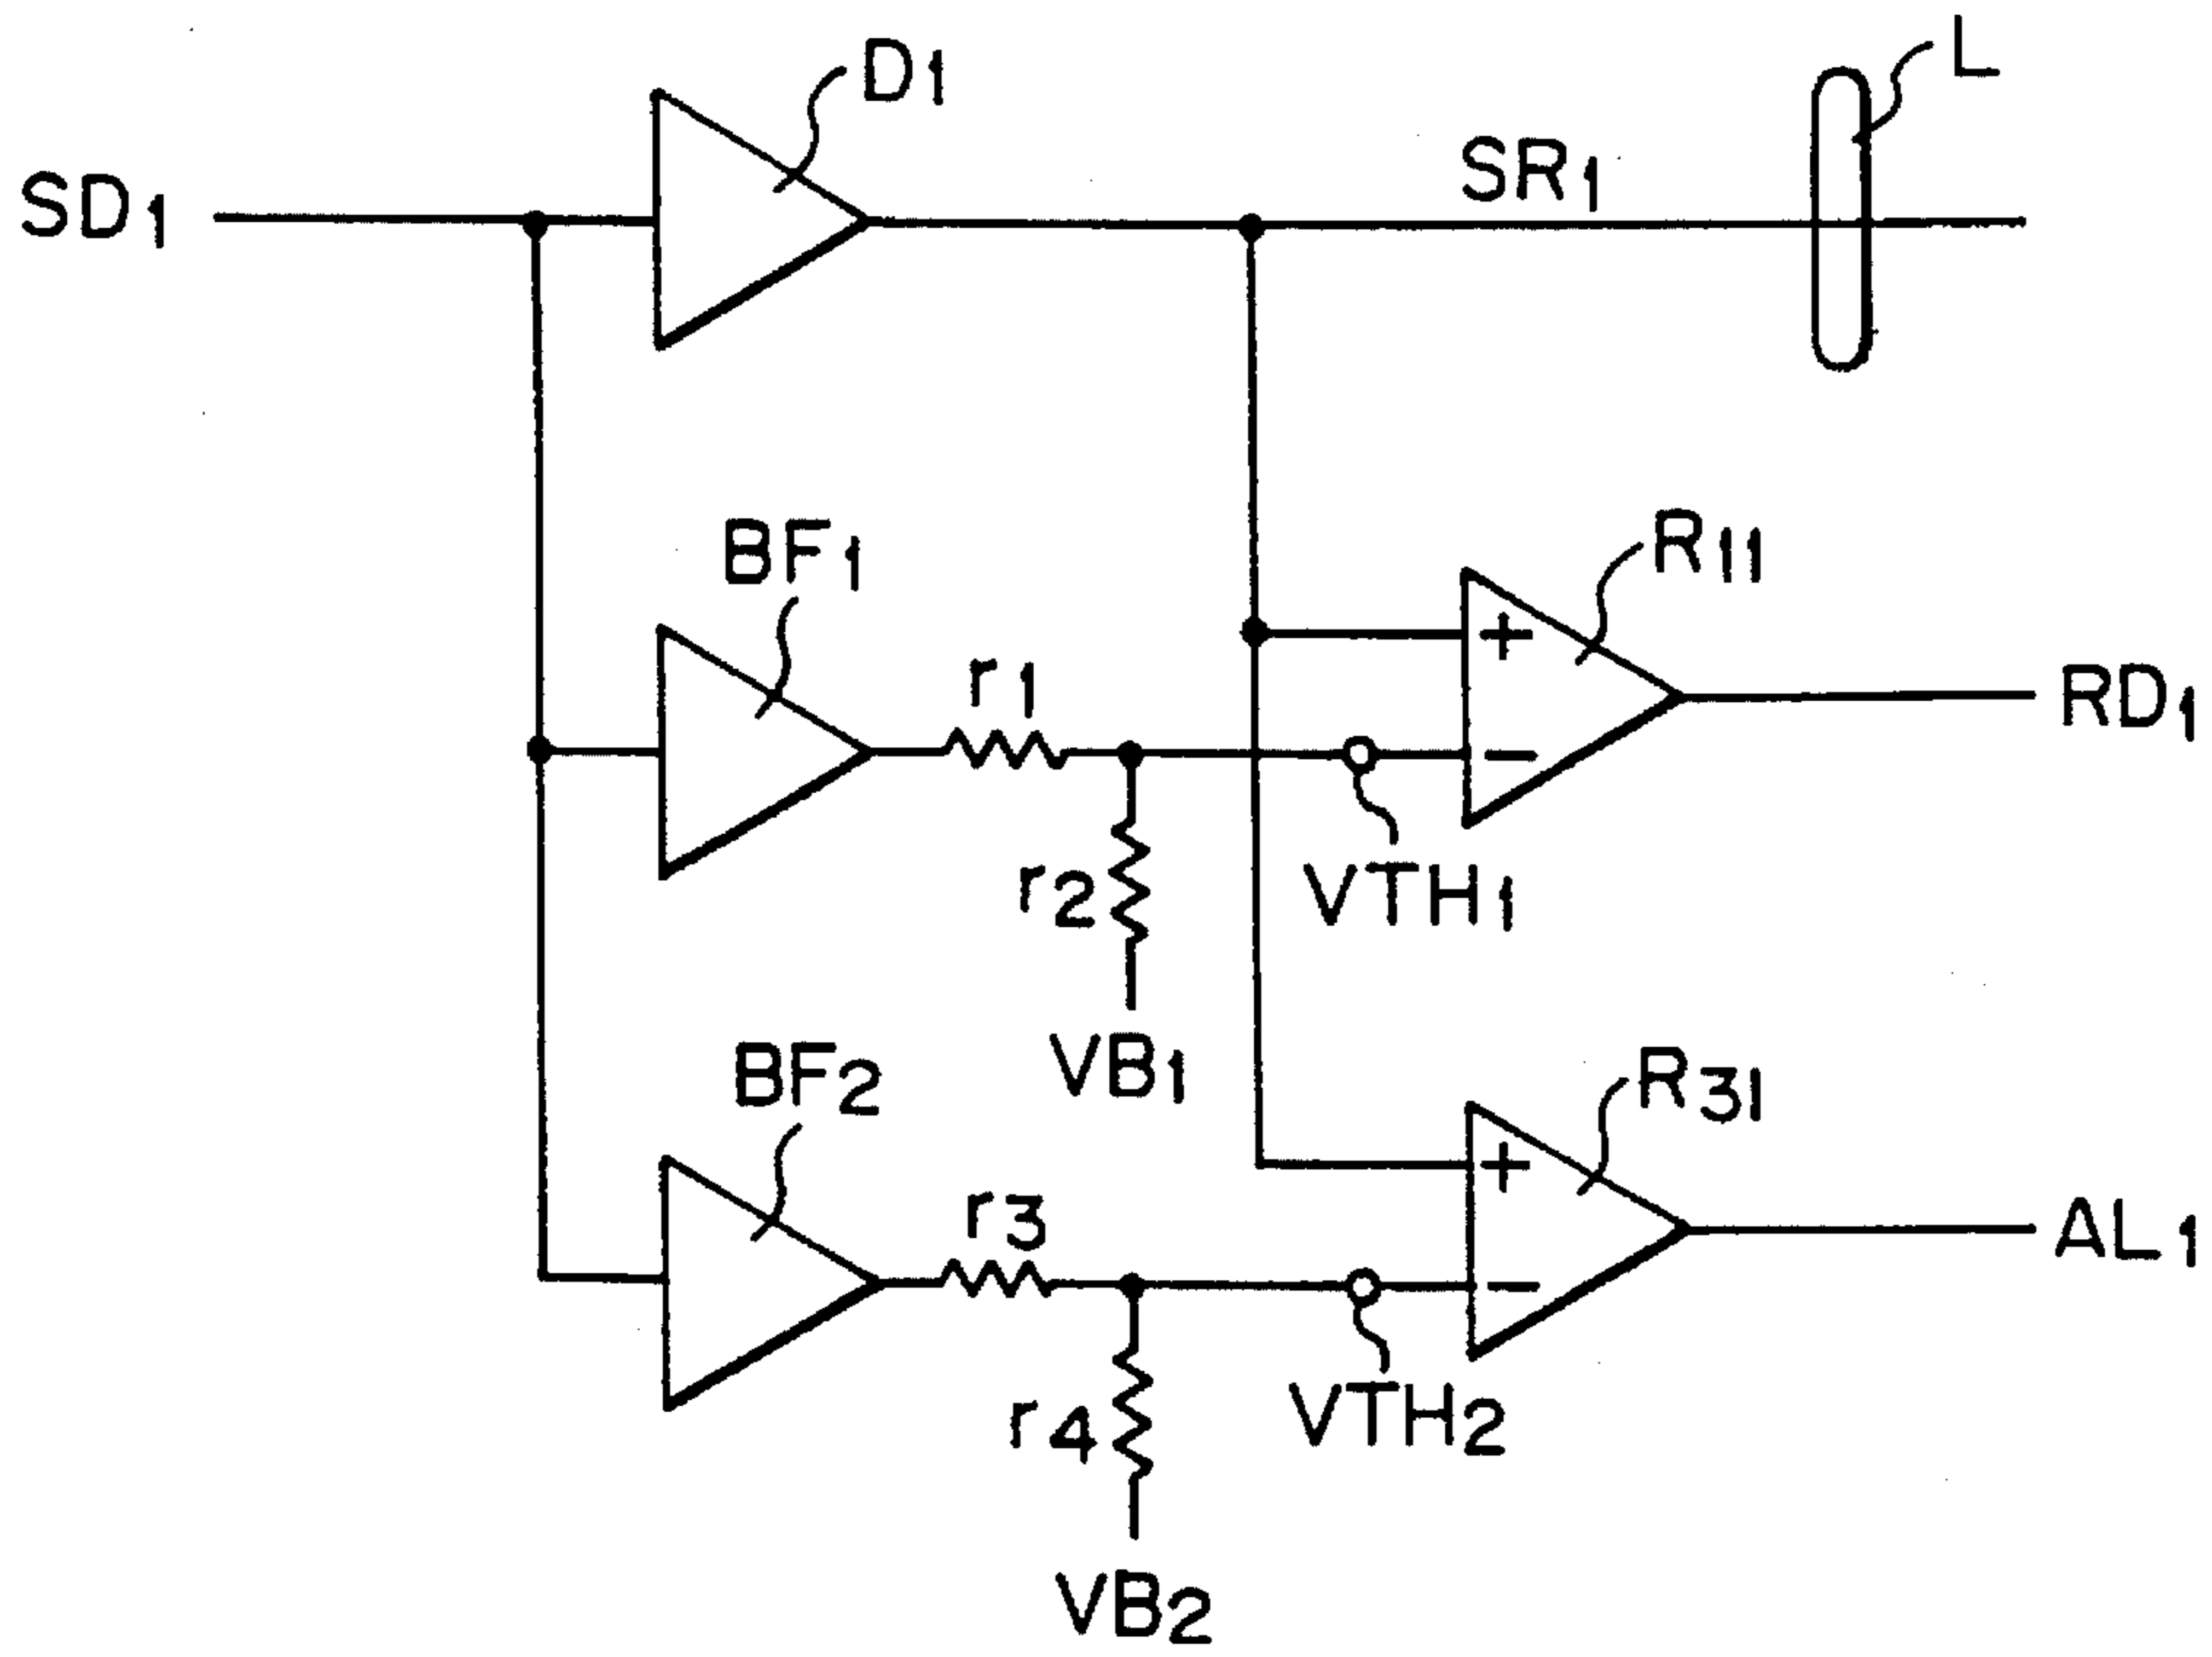 D1
L
SD1
SR1
BF1
R11
r1
+
RD1
−
r2
VTH1
VB1
BF2
R31
+
r3
AL1
−
r4
VTH2
VB2